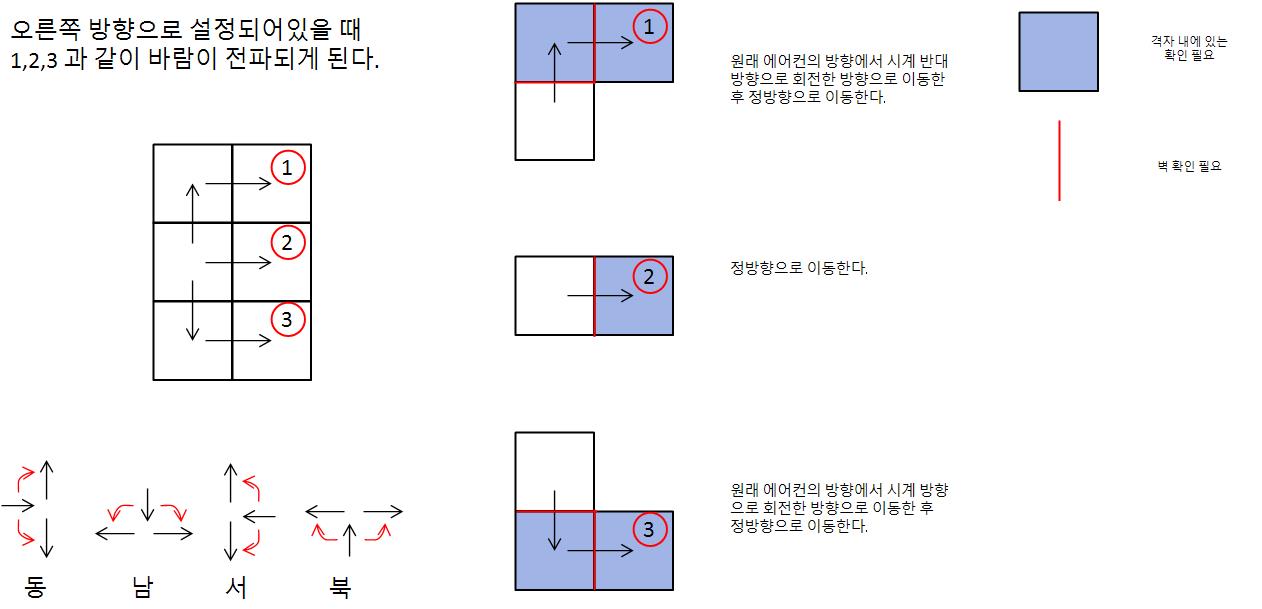 오른쪽 방향으로 설정되어있을 때
1,2,3 과 같이 바람이 전파되게 된다.
1
2
3
동
남
서
북
1
원래 에어컨의 방향에서 시계 반대
방향으로 회전한 방향으로 이동한
후 정방향으로 이동한다.
2
정방향으로 이동한다.
3
원래 에어컨의 방향에서 시계 방향
으로 회전한 방향으로 이동한 후
정방향으로 이동한다.
격자 내에 있는
확인 필요
벽 확인 필요